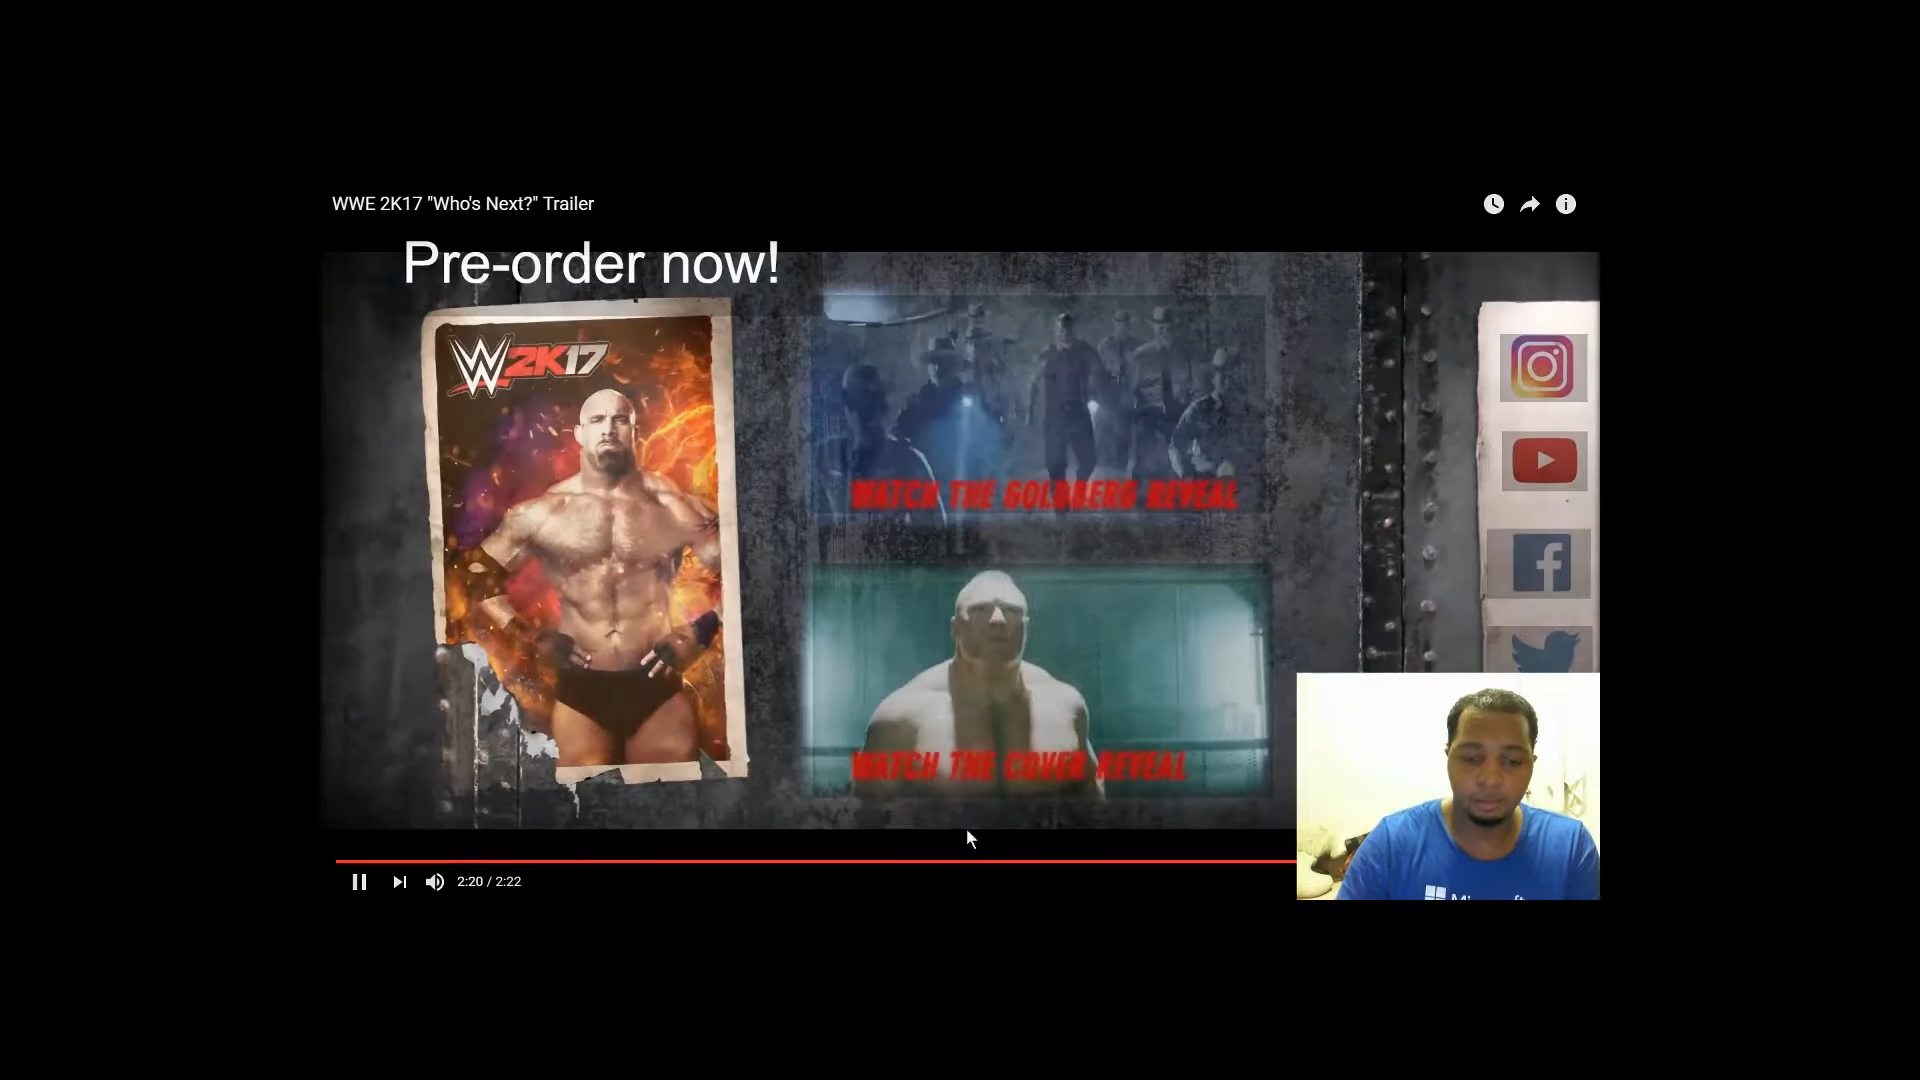 WWE 2K17 "Who's Next?" Trailer
Pre-order now!
W 2K17
WATCH THE GOLDBERG REVEAL
WATCH THE COVER REVEAL
2:20 / 2:22